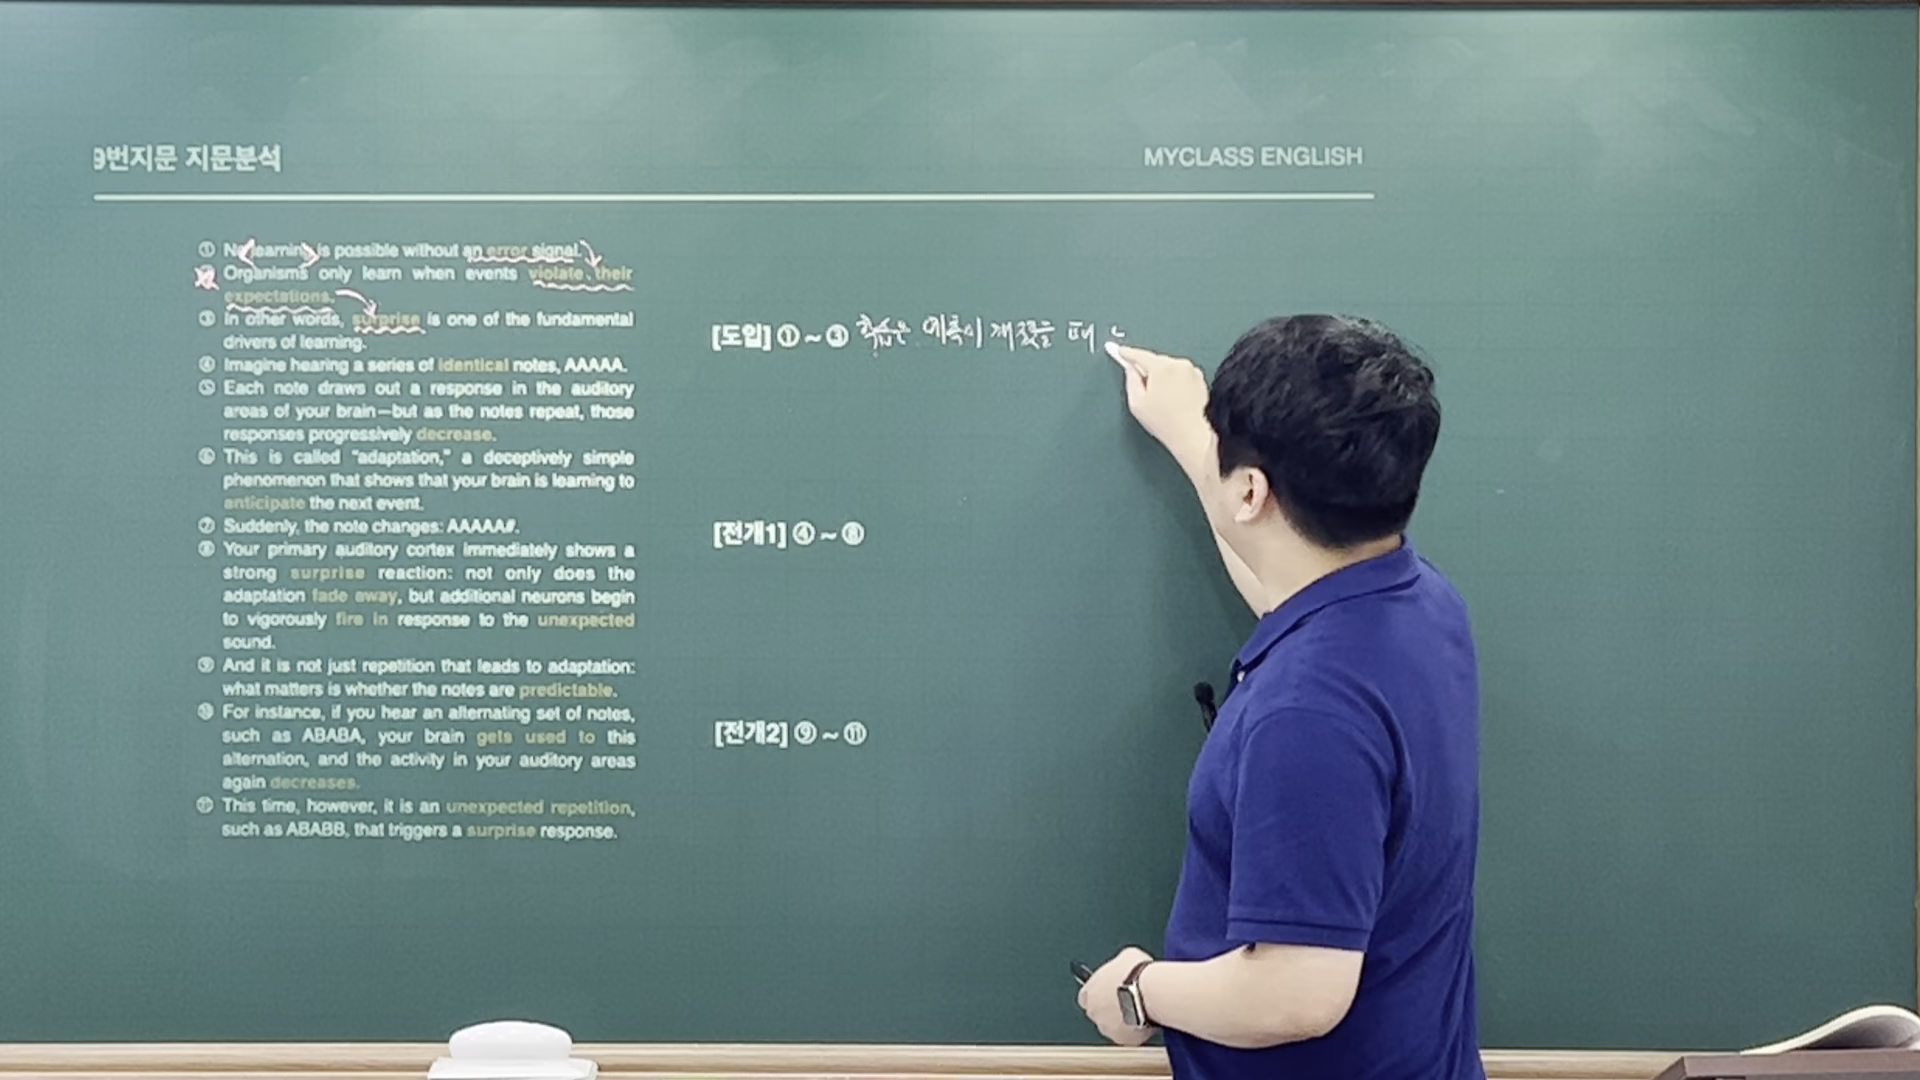 9번지문 지문분석
MYCLASS ENGLISH
① No learning is possible without an error signal.
② Organisms only learn when events violate their
expectations.
③ In other words, surprise is one of the fundamental
drivers of learning.
④ Imagine hearing a series of identical notes, AAAAA.
⑤ Each note draws out a response in the auditory
areas of your brain—but as the notes repeat, those
responses progressively decrease.
⑥ This is called "adaptation," a deceptively simple
phenomenon that shows that your brain is learning to
anticipate the next event.
⑦ Suddenly, the note changes: AAAAA#.
⑧ Your primary auditory cortex immediately shows a
strong surprise reaction: not only does the
adaptation fade away, but additional neurons begin
to vigorously fire in response to the unexpected
sound.
⑨ And it is not just repetition that leads to adaptation:
what matters is whether the notes are predictable.
⑩ For instance, if you hear an alternating set of notes,
such as ABABA, your brain gets used to this
alternation, and the activity in your auditory areas
again decreases.
⑪ This time, however, it is an unexpected repetition,
such as ABABB, that triggers a surprise response.
[도입] ① ~ ③ 학습은 예측이 깨졌을 때
[전개1] ④ ~ ⑧
[전개2] ⑨ ~ ⑪